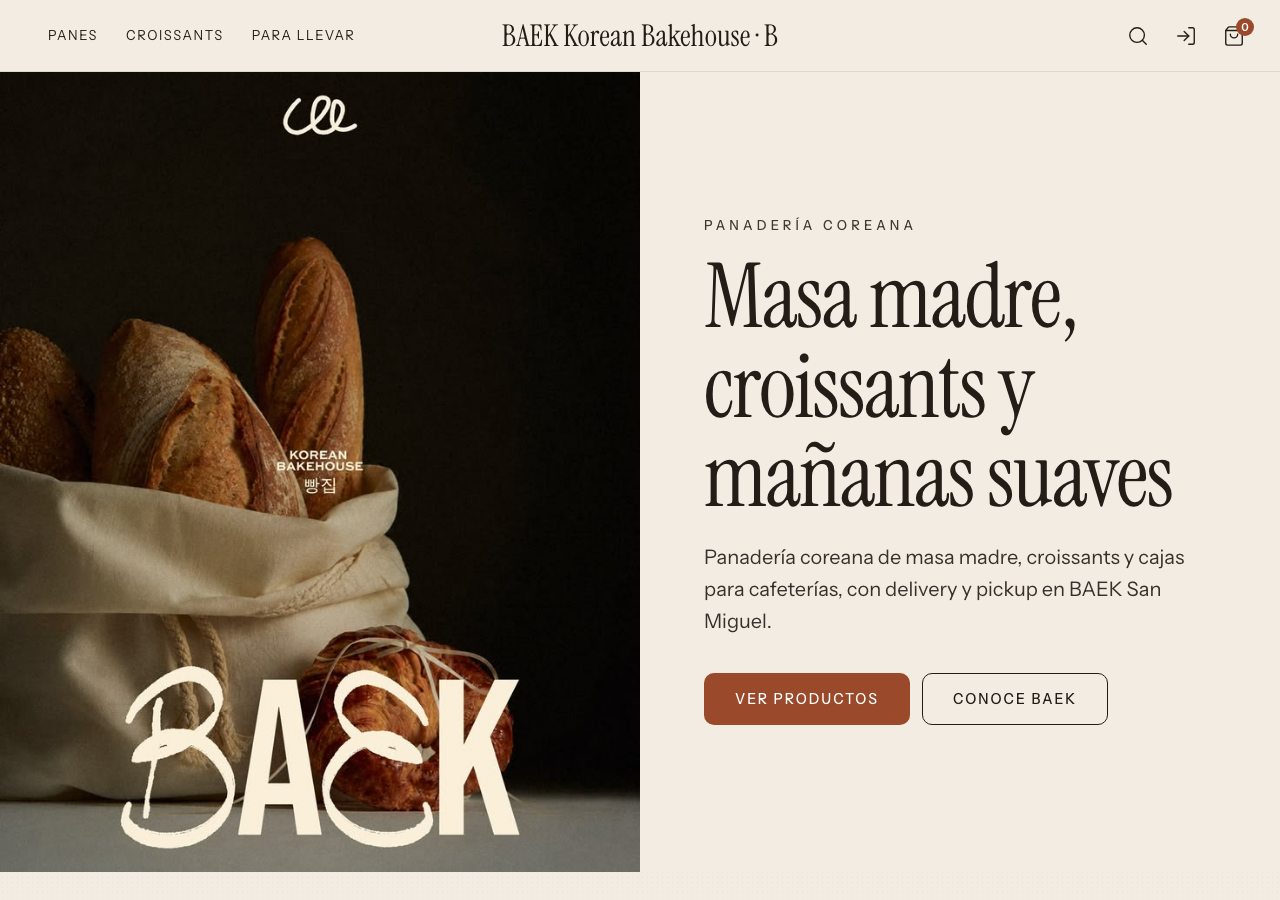 PANES
CROISSANTS
PARA LLEVAR
BAEK Korean Bakehouse · B
0
KOREAN
BAKEHOUSE
빵집
BAEK
PANADERÍA COREANA
Masa madre,
croissants y
mañanas suaves
Panadería coreana de masa madre, croissants y cajas
para cafeterías, con delivery y pickup en BAEK San
Miguel.
VER PRODUCTOS
CONOCE BAEK